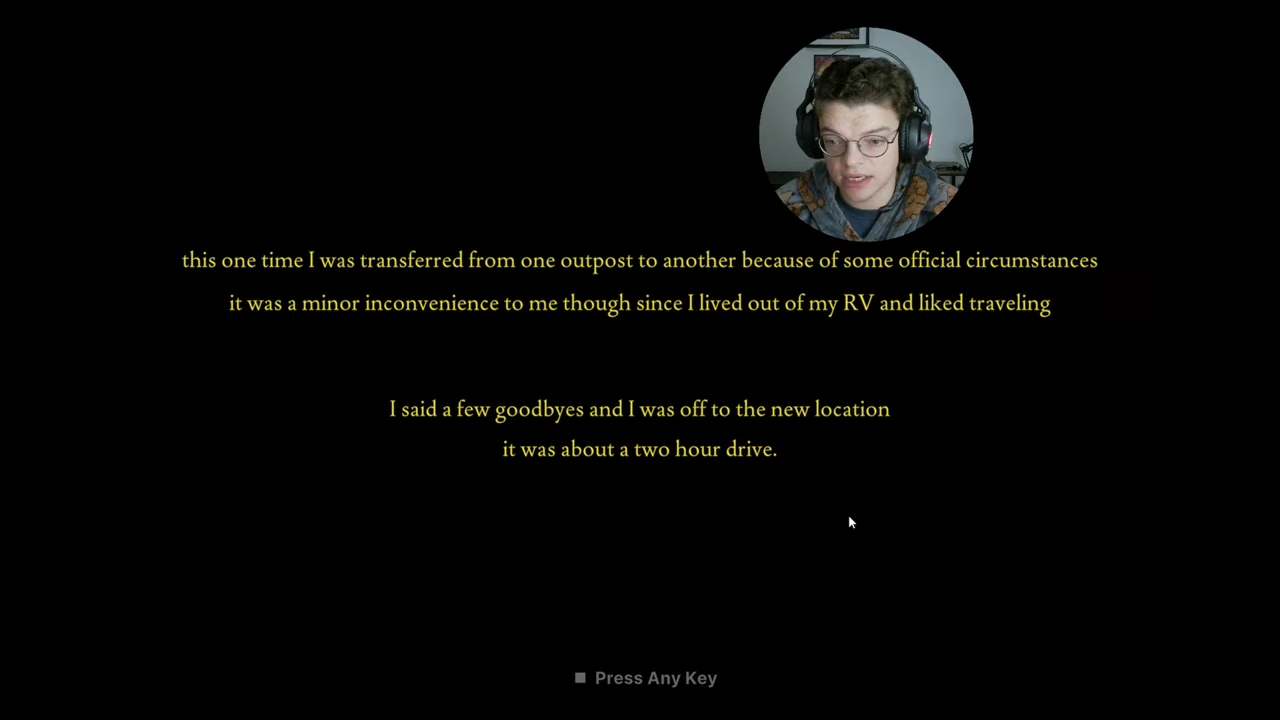 this one time I was transferred from one outpost to another because of some official circumstances
it was a minor inconvenience to me though since I lived out of my RV and liked traveling
I said a few goodbyes and I was off to the new location
it was about a two hour drive.
Press Any Key